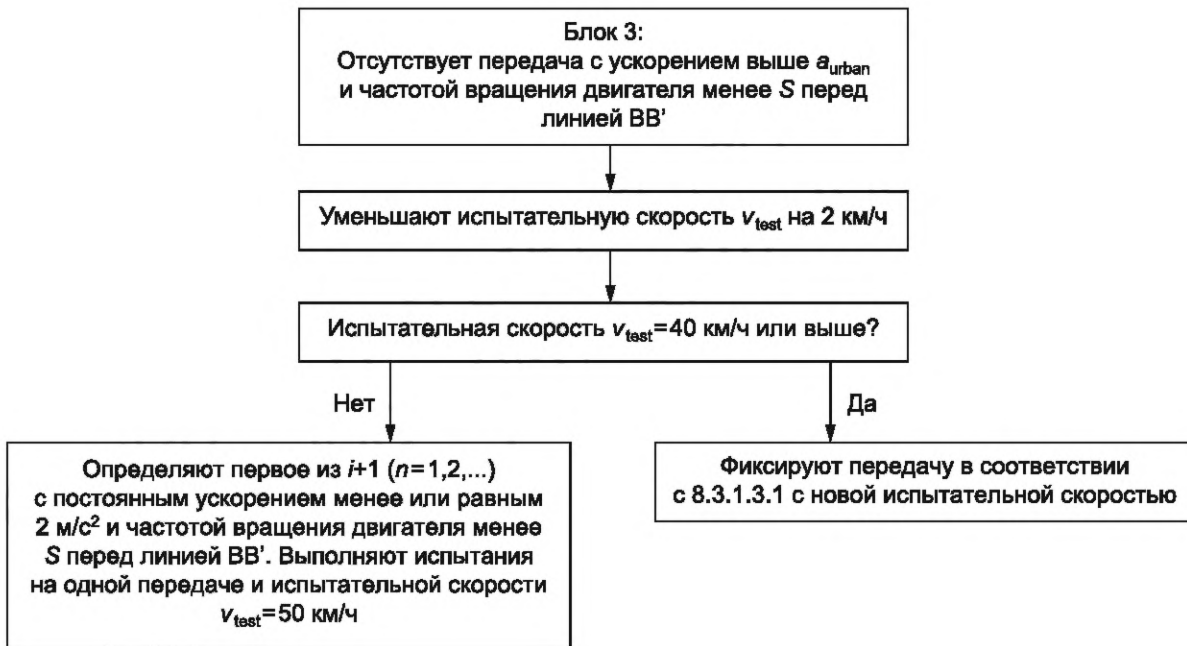 Блок 3:
Отсутствует передача с ускорением выше a_urban
и частотой вращения двигателя менее S перед
линией BB'
Уменьшают испытательную скорость v_test на 2 км/ч
Испытательная скорость v_test=40 км/ч или выше?
Нет
Да
Определяют первое из i+1 (n=1,2,...)
с постоянным ускорением менее или равным
2 м/с² и частотой вращения двигателя менее
S перед линией BB'. Выполняют испытания
на одной передаче и испытательной скорости
v_test=50 км/ч
Фиксируют передачу в соответствии
с 8.3.1.3.1 с новой испытательной скоростью